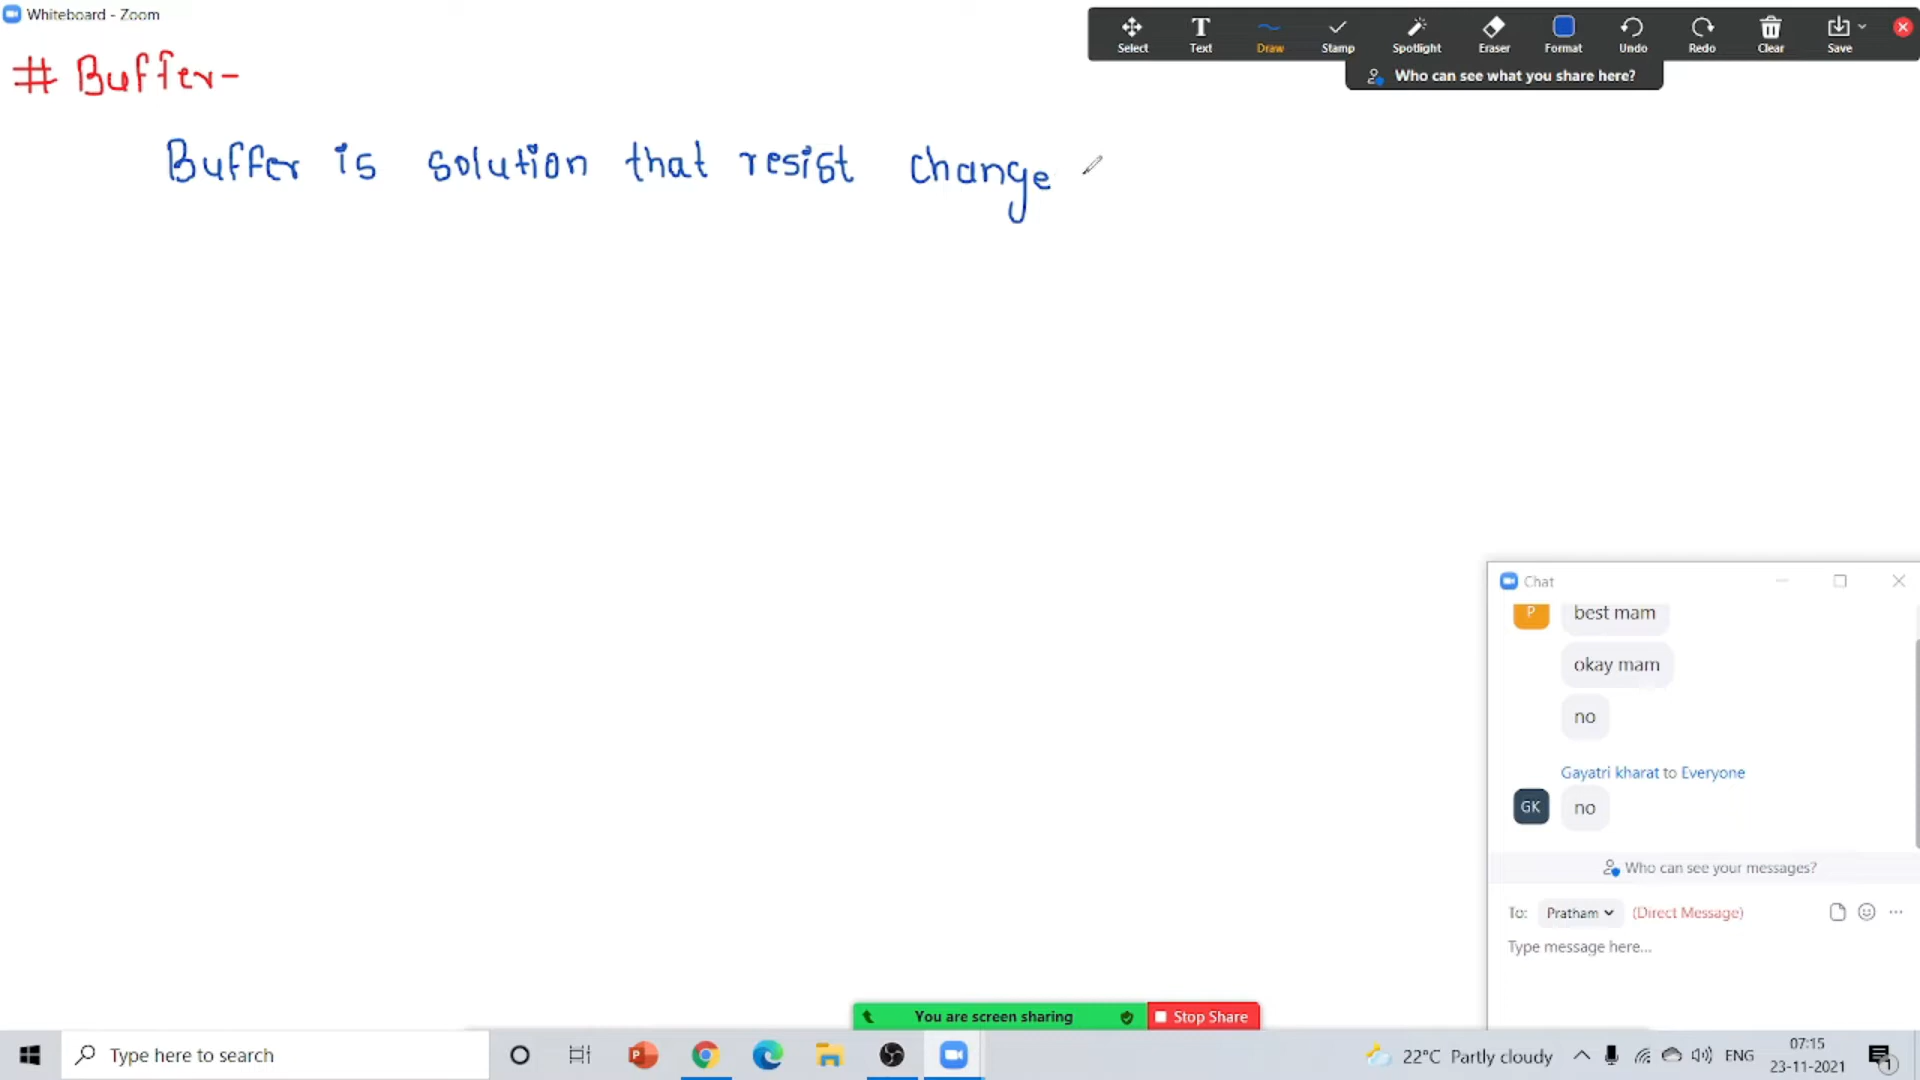 Whiteboard - Zoom
Select Text Draw Stamp Spotlight Eraser Format Undo Redo Clear Save
Who can see what you share here?
# Buffer-
Buffer is solution that resist change
Chat
P best mam
okay mam
no
Gayatri kharat to Everyone
GK no
Who can see your messages?
To: Pratham (Direct Message)
Type message here...
You are screen sharing Stop Share
Type here to search
22°C Partly cloudy ENG 07:15
23-11-2021 1